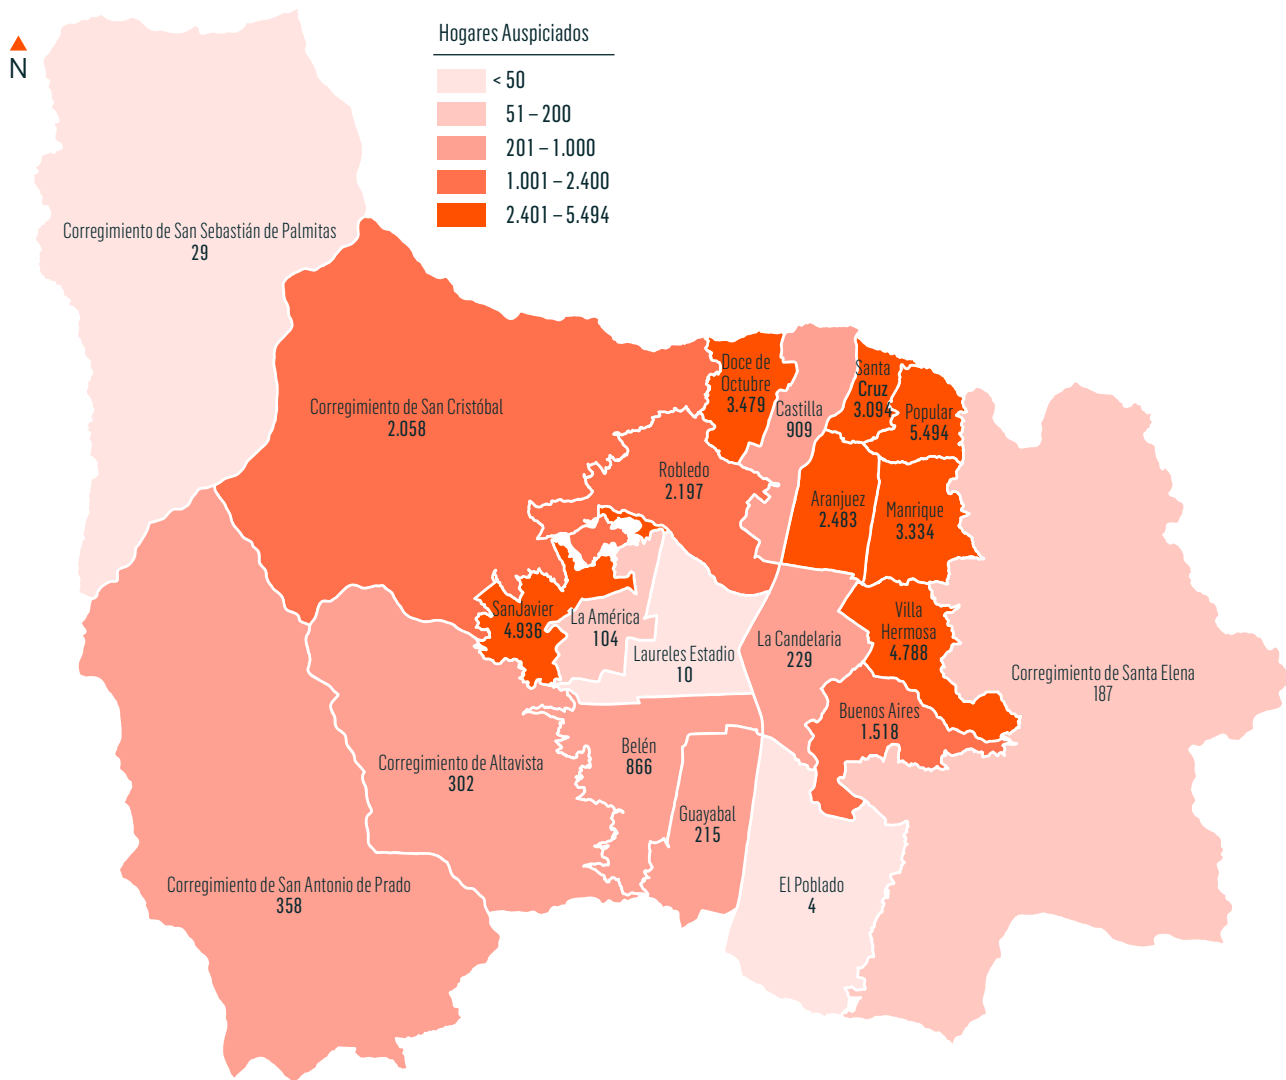 N
Hogares Auspiciados
< 50
51 – 200
201 – 1.000
1.001 – 2.400
2.401 – 5.494
Corregimiento de San Sebastián de Palmitas
29
Corregimiento de San Cristóbal
2.058
Doce de
Octubre
3.479
Castilla
909
Santa
Cruz
3.094
Popular
5.494
Robledo
2.197
Aranjuez
2.483
Manrique
3.334
San Javier
4.936
La América
104
Laureles Estadio
10
La Candelaria
229
Villa
Hermosa
4.788
Corregimiento de Santa Elena
187
Buenos Aires
1.518
Corregimiento de Altavista
302
Belén
866
Guayabal
215
Corregimiento de San Antonio de Prado
358
El Poblado
4